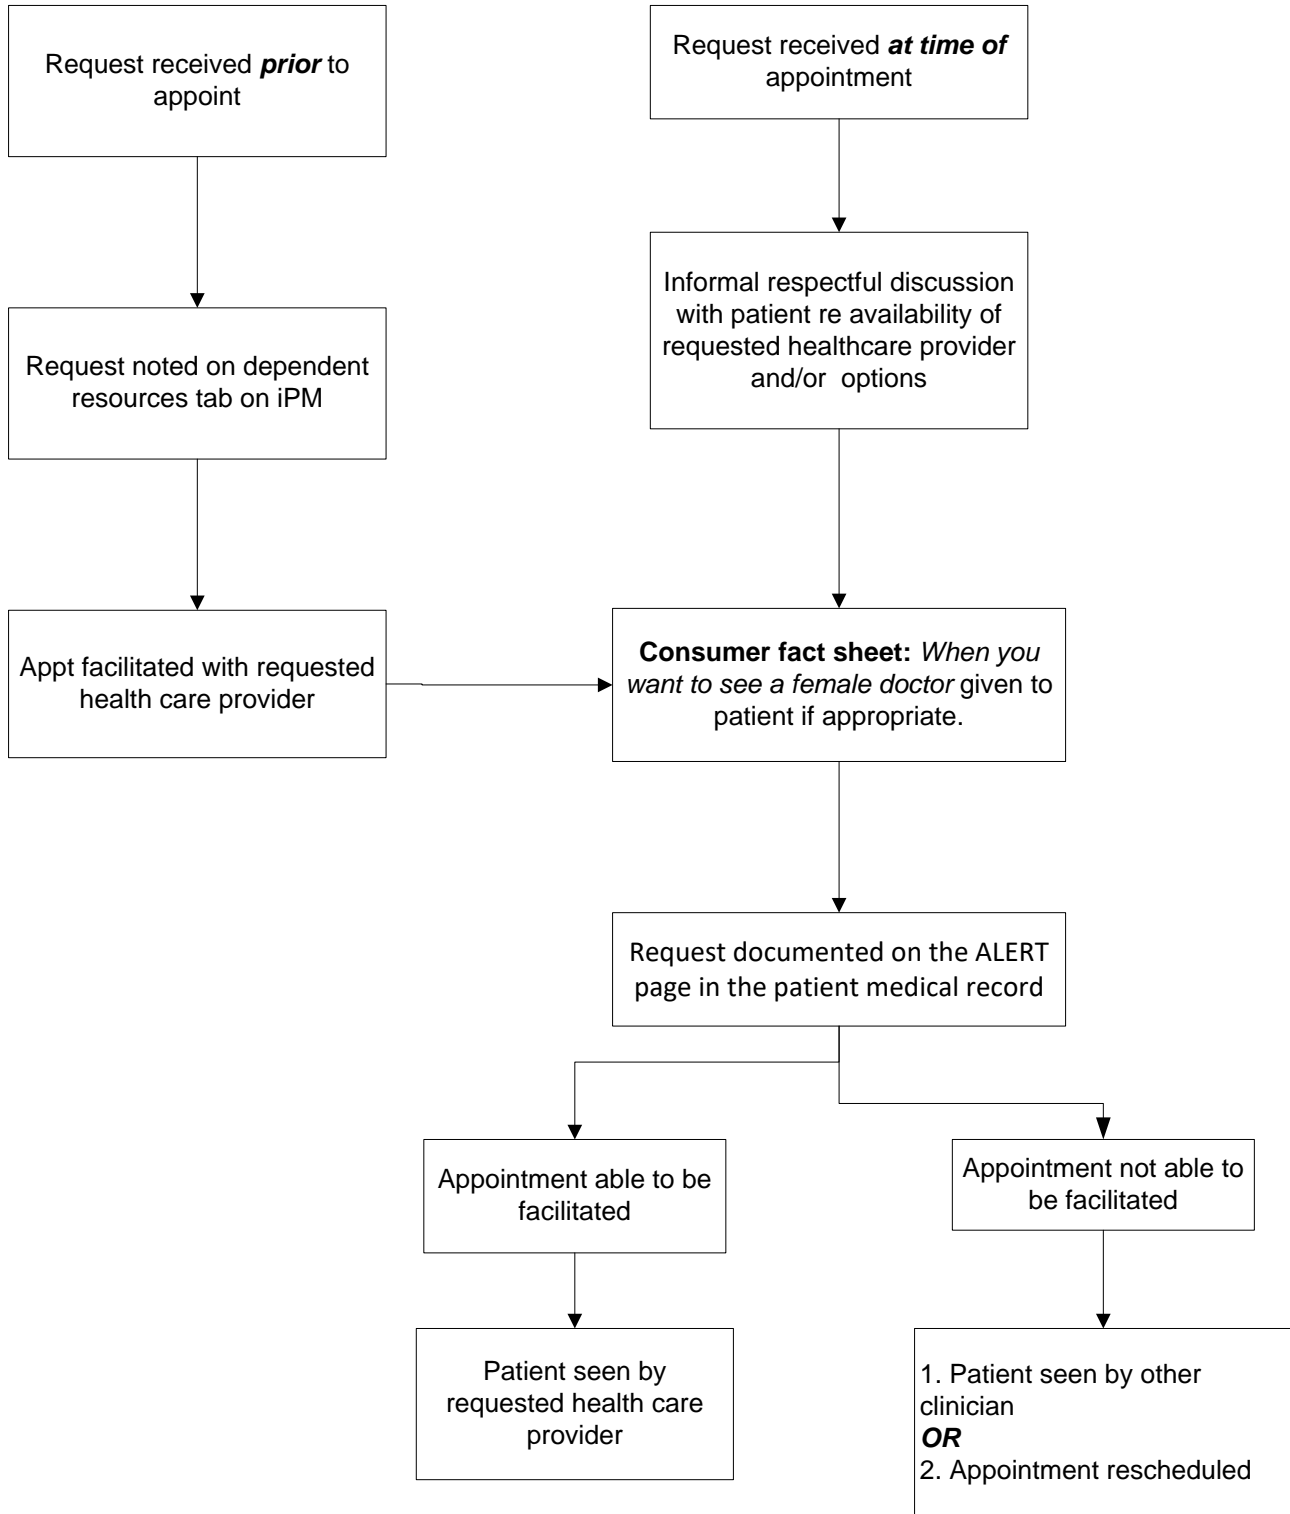 Request received prior to
appoint
Request received at time of
appointment
Informal respectful discussion
with patient re availability of
requested healthcare provider
and/or  options
Request noted on dependent
resources tab on iPM
Appt facilitated with requested
health care provider
Consumer fact sheet: When you
want to see a female doctor given to
patient if appropriate.
Request documented on the ALERT
page in the patient medical record
Appointment able to be
facilitated
Appointment not able to
be facilitated
Patient seen by
requested health care
provider
1. Patient seen by other
clinician
OR
2. Appointment rescheduled